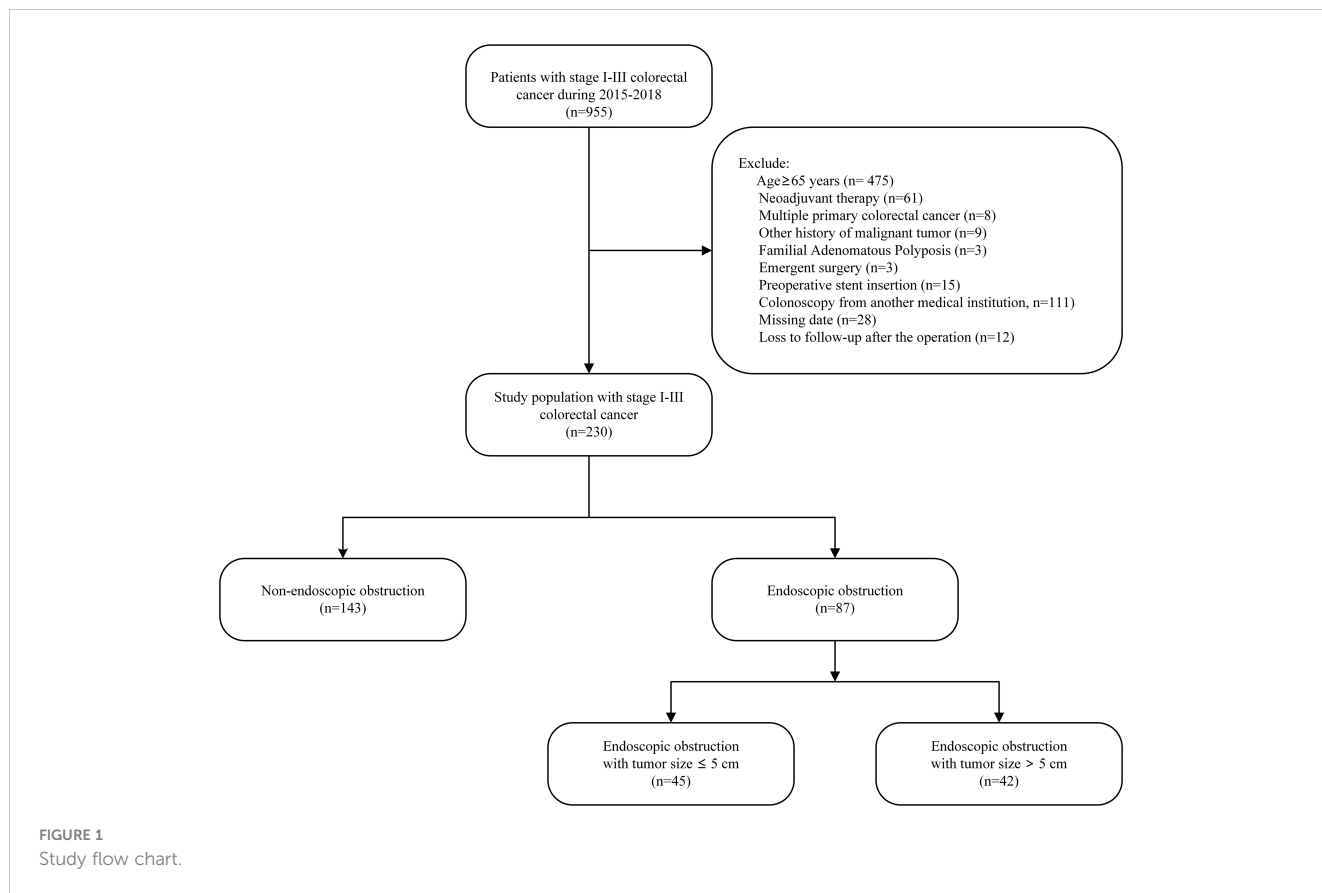 Patients with stage I-III colorectal
cancer during 2015-2018
(n=955)
Exclude:
Age≥65 years (n= 475)
Neoadjuvant therapy (n=61)
Multiple primary colorectal cancer (n=8)
Other history of malignant tumor (n=9)
Familial Adenomatous Polyposis (n=3)
Emergent surgery (n=3)
Preoperative stent insertion (n=15)
Colonoscopy from another medical institution, n=111)
Missing date (n=28)
Loss to follow-up after the operation (n=12)
Study population with stage I-III
colorectal cancer
(n=230)
Non-endoscopic obstruction
(n=143)
Endoscopic obstruction
(n=87)
Endoscopic obstruction
with tumor size ≤ 5 cm
(n=45)
Endoscopic obstruction
with tumor size > 5 cm
(n=42)
FIGURE 1
Study flow chart.